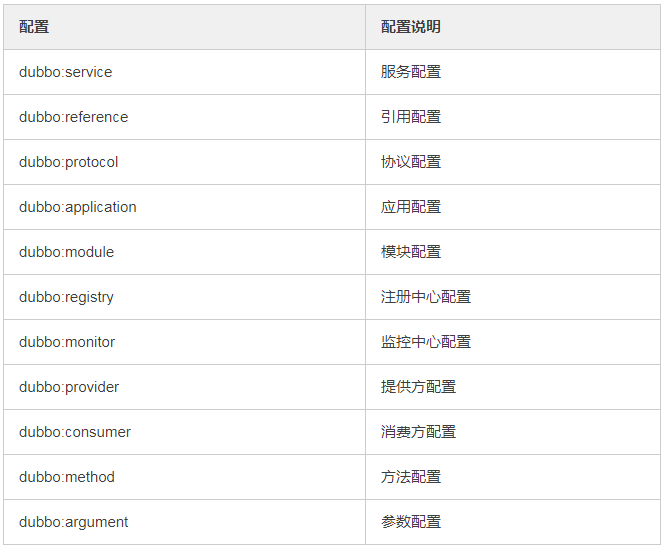 配置 配置说明
dubbo:service 服务配置
dubbo:reference 引用配置
dubbo:protocol 协议配置
dubbo:application 应用配置
dubbo:module 模块配置
dubbo:registry 注册中心配置
dubbo:monitor 监控中心配置
dubbo:provider 提供方配置
dubbo:consumer 消费方配置
dubbo:method 方法配置
dubbo:argument 参数配置